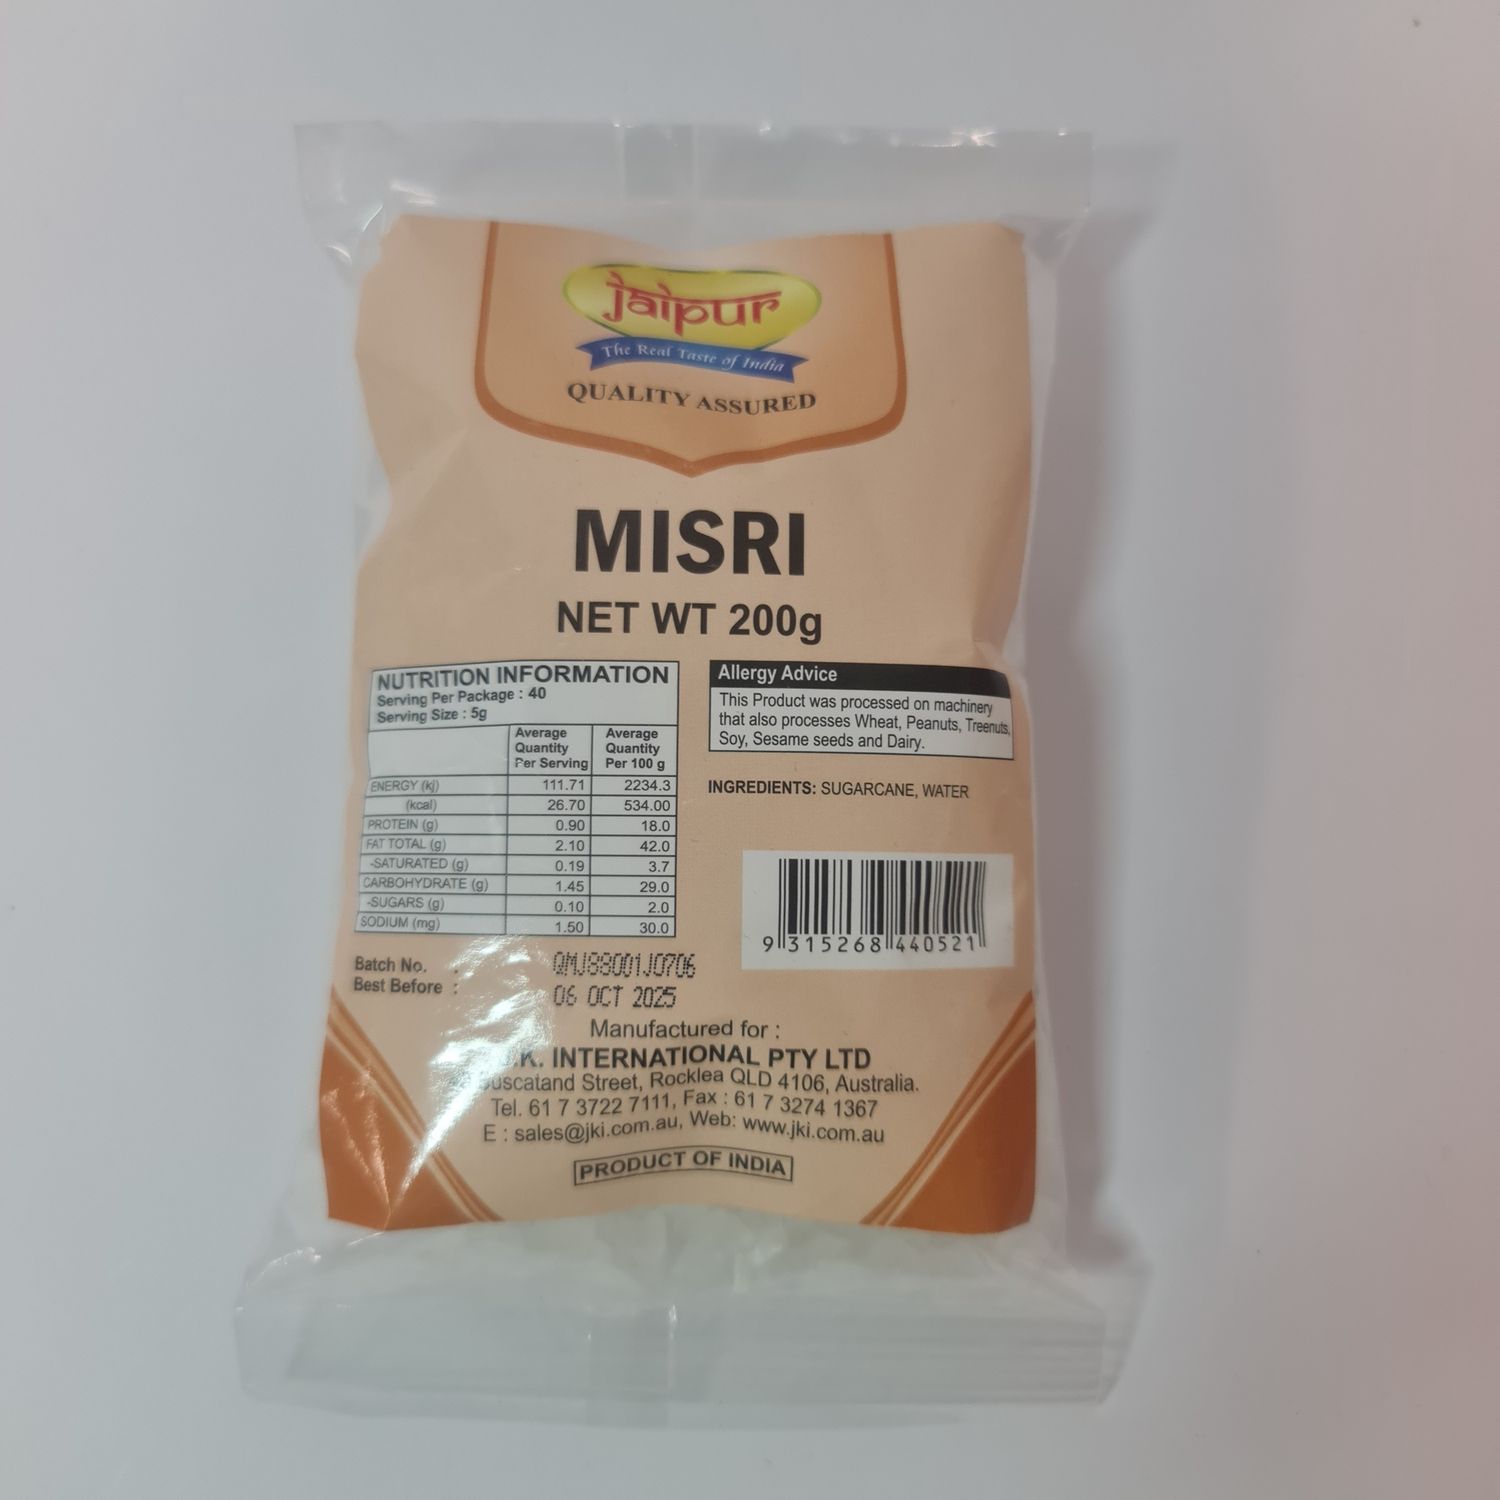 jaipur
The Real Taste of India
QUALITY ASSURED
MISRI
NET WT 200g
NUTRITION INFORMATION
Serving Per Package : 40
Serving Size : 5g
Average Quantity Per Serving Average Quantity Per 100 g
ENERGY (kj) 111.71 2234.3
(kcal) 26.70 534.00
PROTEIN (g) 0.90 18.0
FAT TOTAL (g) 2.10 42.0
-SATURATED (g) 0.19 3.7
CARBOHYDRATE (g) 1.45 29.0
-SUGARS (g) 0.10 2.0
SODIUM (mg) 1.50 30.0
Allergy Advice
This Product was processed on machinery
that also processes Wheat, Peanuts, Treenuts,
Soy, Sesame seeds and Dairy.
INGREDIENTS: SUGARCANE, WATER
9 315268 440521
Batch No. : QMJ88001J0706
Best Before : 06 OCT 2025
Manufactured for :
.K. INTERNATIONAL PTY LTD
Street, Rocklea QLD 4106, Australia.
Tel. 61 7 3722 7111, Fax : 61 7 3274 1367
E : sales@jki.com.au, Web: www.jki.com.au
PRODUCT OF INDIA